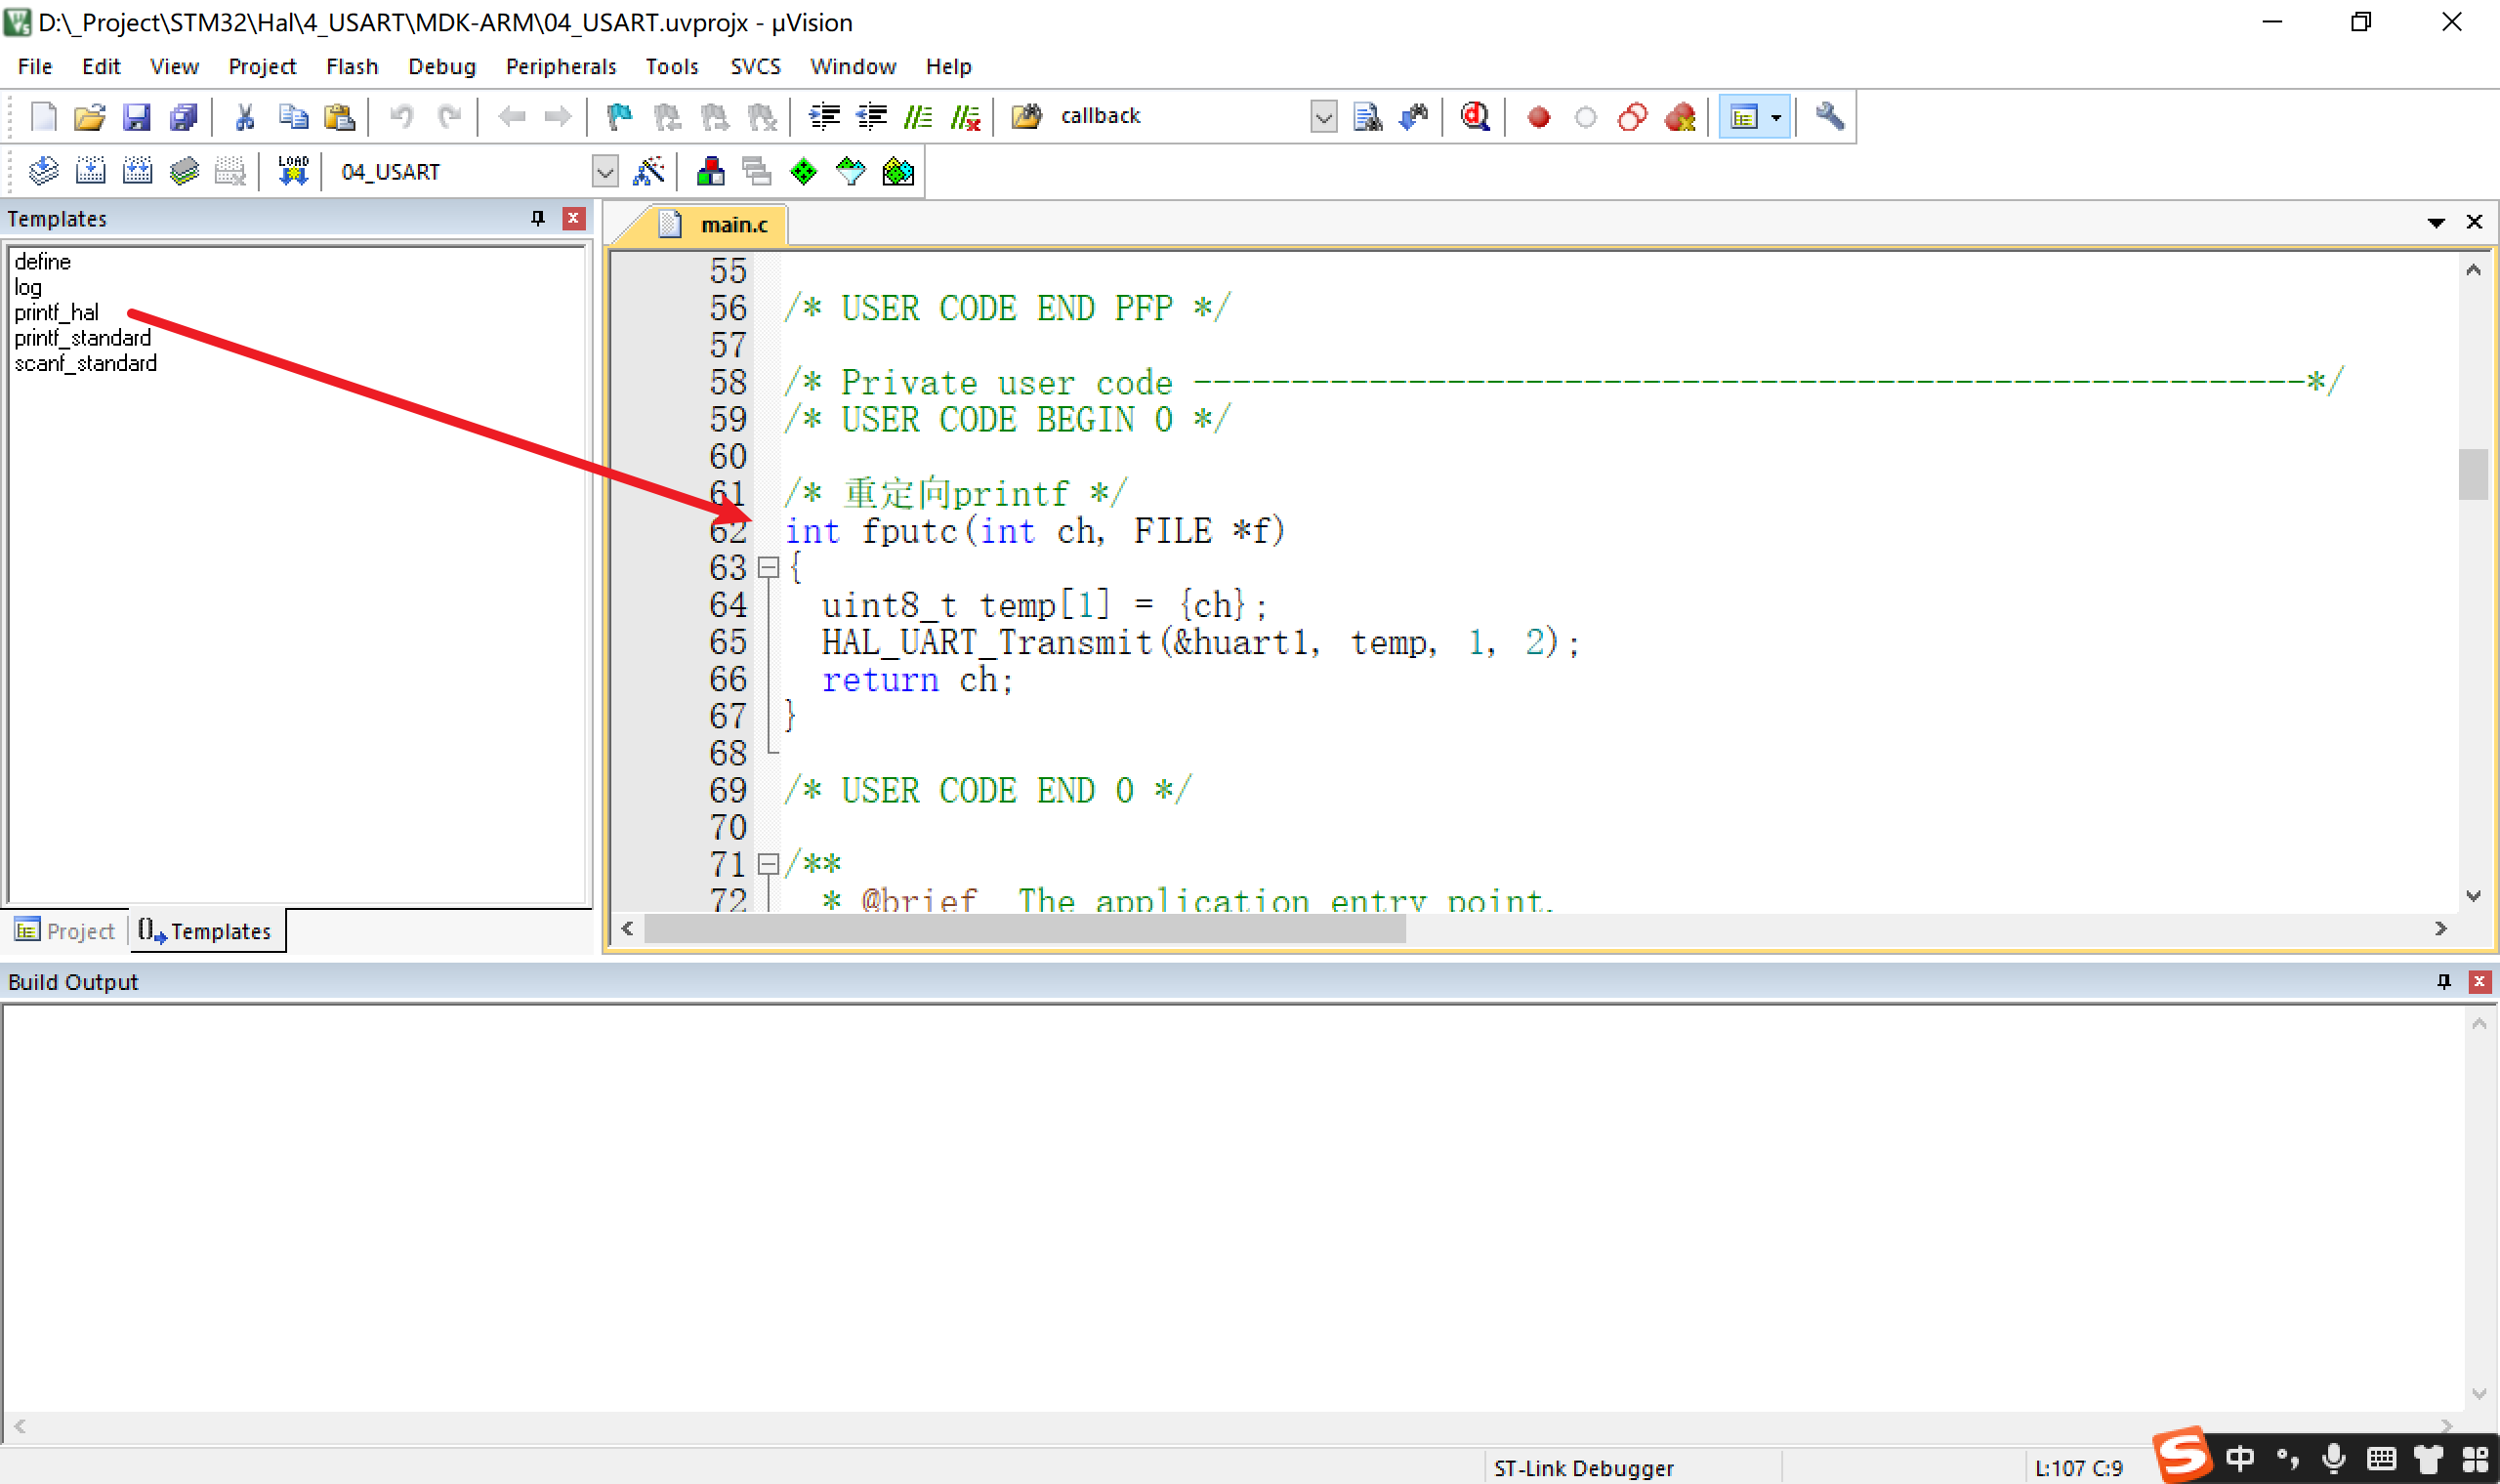 D:\_Project\STM32\Hal\4_USART\MDK-ARM\04_USART.uvprojx - µVision
File Edit View Project Flash Debug Peripherals Tools SVCS Window Help
callback
LOAD 04_USART
Templates
define
log
printf_hal
printf_standard
scanf_standard
Project Templates
main.c
55
56 /* USER CODE END PFP */
57
58 /* Private user code ---------------------------------------------------------*/
59 /* USER CODE BEGIN 0 */
60
61 /* 重定向printf */
62 int fputc(int ch, FILE *f)
63 {
64 uint8_t temp[1] = {ch};
65 HAL_UART_Transmit(&huart1, temp, 1, 2);
66 return ch;
67 }
68
69 /* USER CODE END 0 */
70
71 /**
72 * @brief The application entry point.
Build Output
ST-Link Debugger L:107 C:9
S 中